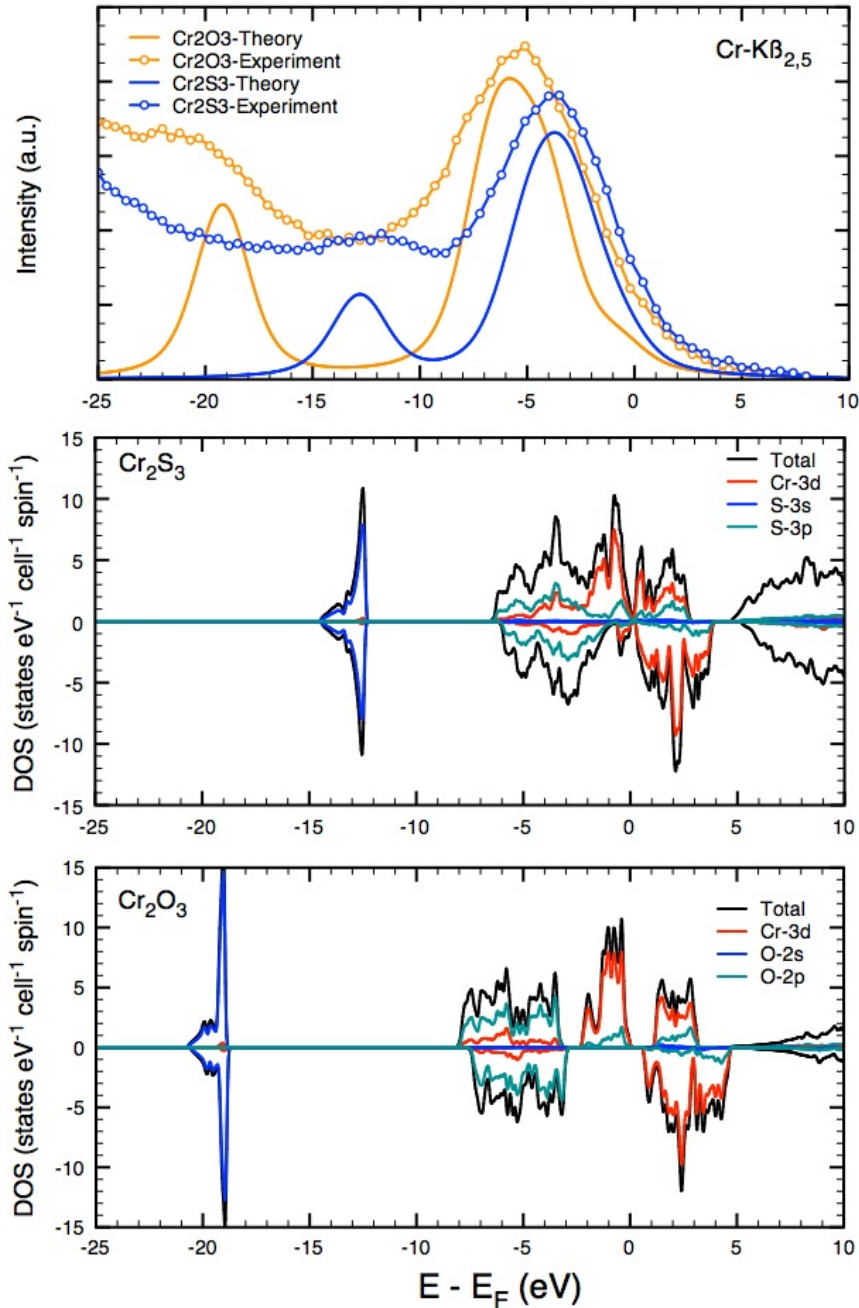 Cr2O3-Theory
Cr2O3-Experiment
Cr2S3-Theory
Cr2S3-Experiment
Cr-Kß2,5
Intensity (a.u.)
-25 -20 -15 -10 -5 0 5 10
Cr2S3
Total
Cr-3d
S-3s
S-3p
15
10
5
0
-5
-10
-15
DOS (states eV-1 cell-1 spin-1)
-25 -20 -15 -10 -5 0 5 10
Cr2O3
Total
Cr-3d
O-2s
O-2p
15
10
5
0
-5
-10
-15
DOS (states eV-1 cell-1 spin-1)
-25 -20 -15 -10 -5 0 5 10
E - EF (eV)